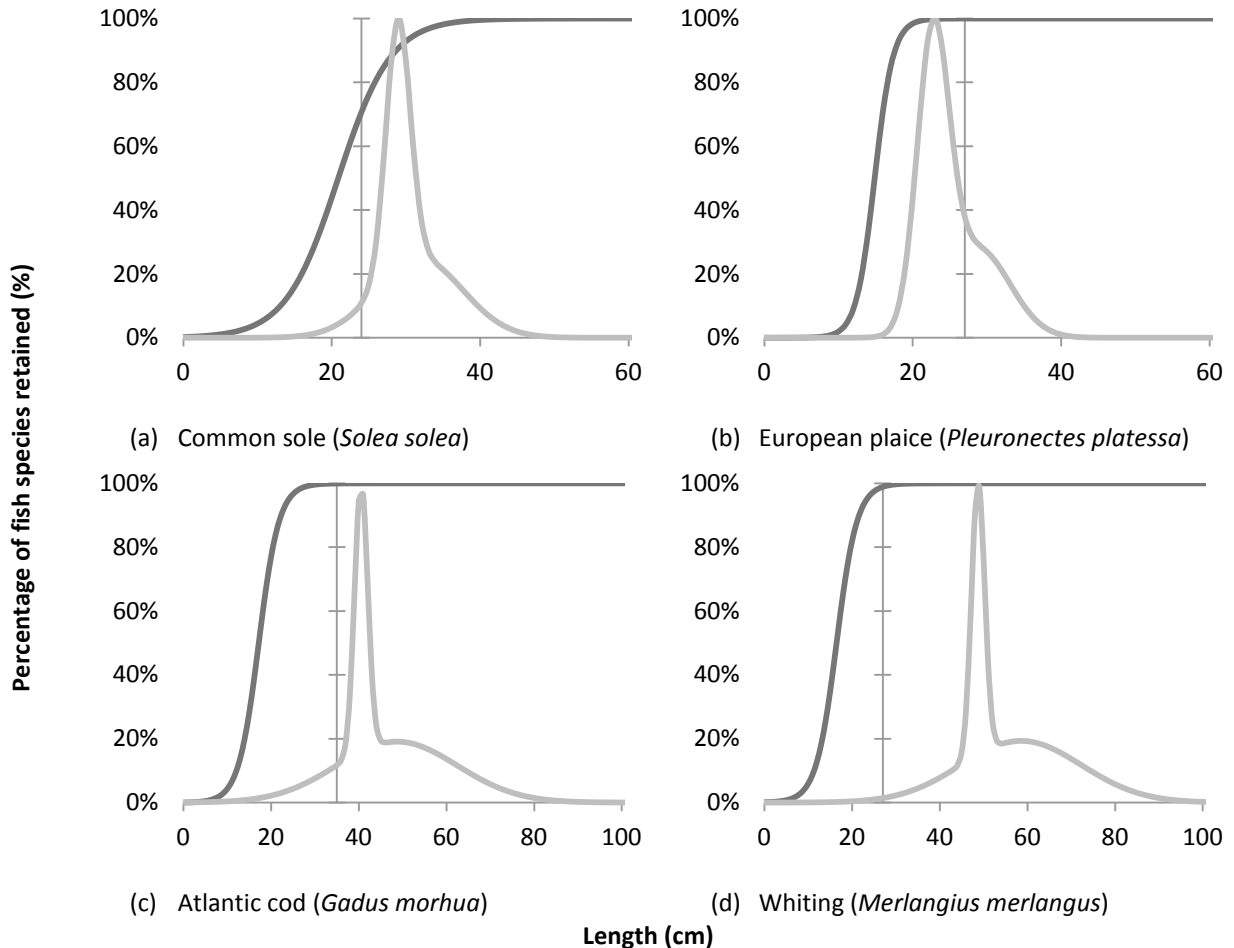 Percentage of fish species retained (%)
100%
80%
60%
40%
20%
0%
0 20 40 60
(a) Common sole (Solea solea)
100%
80%
60%
40%
20%
0%
0 20 40 60
(b) European plaice (Pleuronectes platessa)
100%
80%
60%
40%
20%
0%
0 20 40 60 80 100
(c) Atlantic cod (Gadus morhua)
100%
80%
60%
40%
20%
0%
0 20 40 60 80 100
(d) Whiting (Merlangius merlangus)
Length (cm)